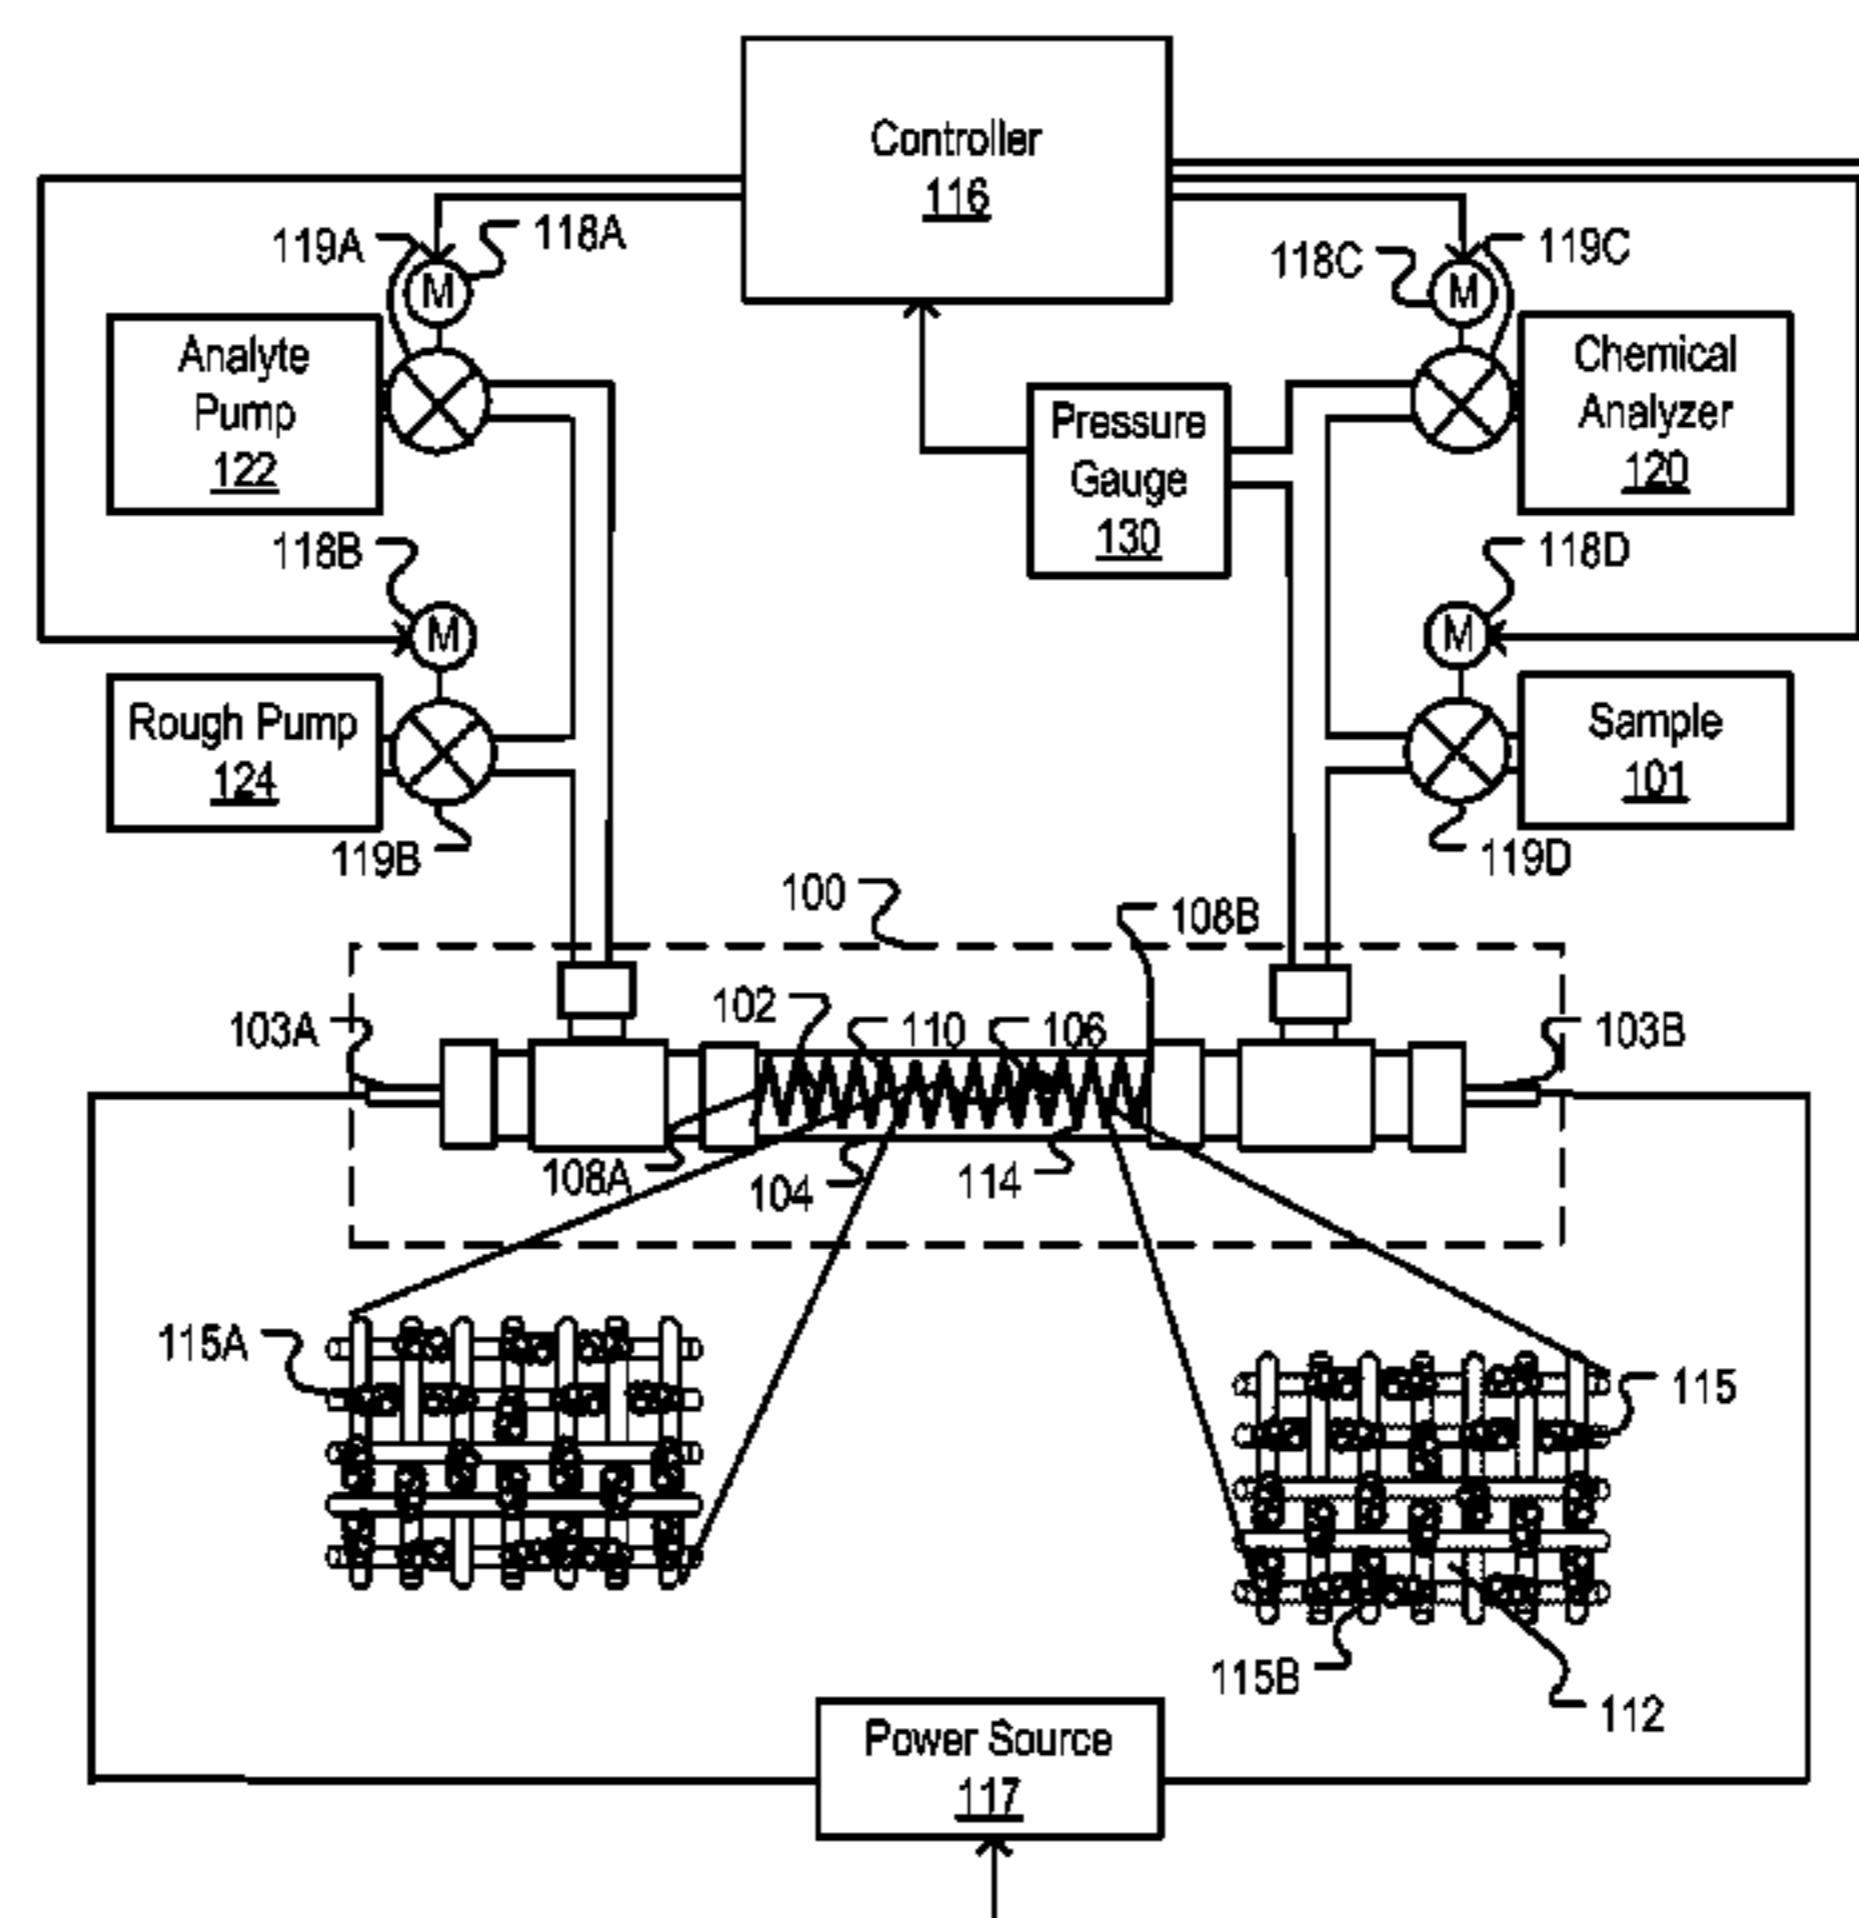 Controller
116
119A
118A
118C
119C
Analyte
Pump
122
Pressure
Gauge
130
Chemical
Analyzer
120
118B
M
M
M
M
118D
Rough Pump
124
Sample
101
119B
119D
100
108B
103A
102
110
106
103B
108A
104
114
115A
115
115B
112
Power Source
117